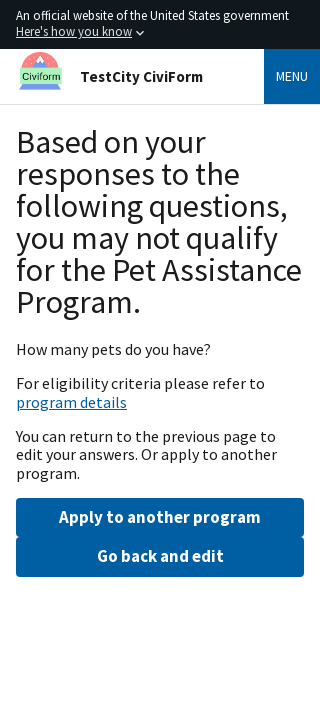 An official website of the United States government
Here's how you know
Civiform
TestCity CiviForm
MENU
Based on your
responses to the
following questions,
you may not qualify
for the Pet Assistance
Program.
How many pets do you have?
For eligibility criteria please refer to
program details
You can return to the previous page to
edit your answers. Or apply to another
program.
Apply to another program
Go back and edit